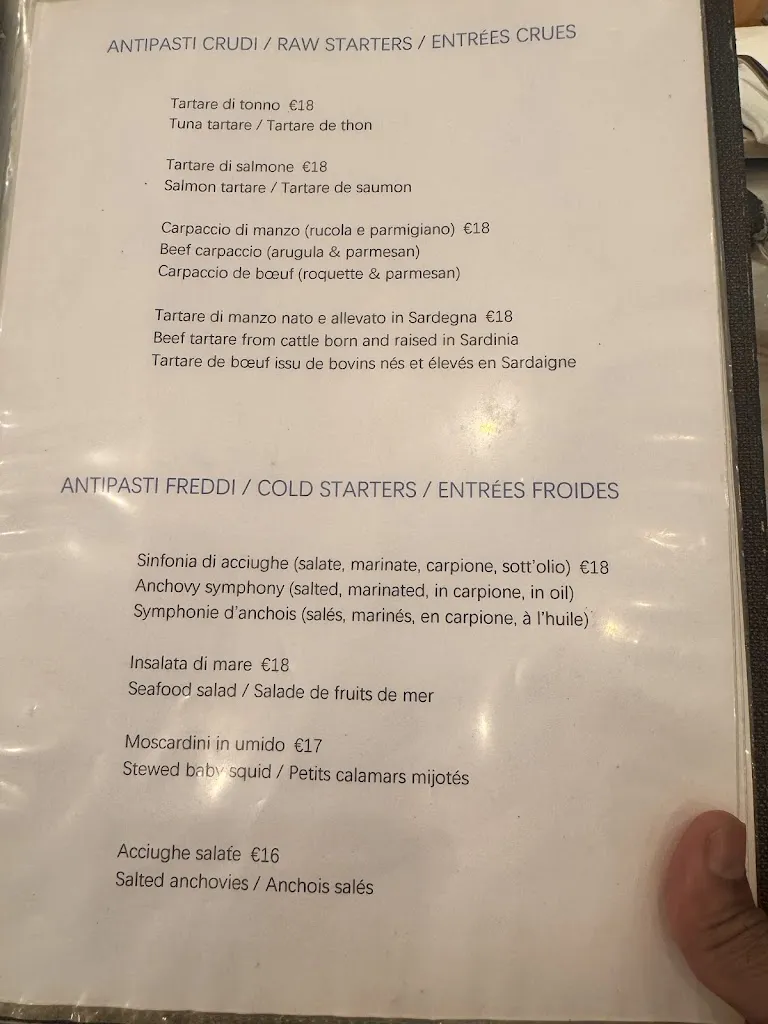 ANTIPASTI CRUDI / RAW STARTERS / ENTRÉES CRUES
Tartare di tonno €18
Tuna tartare / Tartare de thon
Tartare di salmone €18
Salmon tartare / Tartare de saumon
Carpaccio di manzo (rucola e parmigiano) €18
Beef carpaccio (arugula & parmesan)
Carpaccio de bœuf (roquette & parmesan)
Tartare di manzo nato e allevato in Sardegna €18
Beef tartare from cattle born and raised in Sardinia
Tartare de bœuf issu de bovins nés et élevés en Sardaigne
ANTIPASTI FREDDI / COLD STARTERS / ENTRÉES FROIDES
Sinfonia di acciughe (salate, marinate, carpione, sott'olio) €18
Anchovy symphony (salted, marinated, in carpione, in oil)
Symphonie d'anchois (salés, marinés, en carpione, à l'huile)
Insalata di mare €18
Seafood salad / Salade de fruits de mer
Moscardini in umido €17
Stewed baby squid / Petits calamars mijotés
Acciughe salate €16
Salted anchovies / Anchois salés